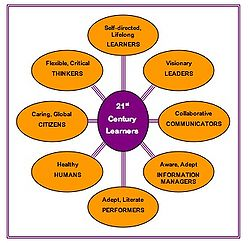 Self-directed,
Lifelong
LEARNERS
Visionary
LEADERS
Collaborative
COMMUNICATORS
Aware, Adept
INFORMATION
MANAGERS
Adept, Literate
PERFORMERS
Healthy
HUMANS
Caring, Global
CITIZENS
Flexible, Critical
THINKERS
21st
Century
Learners